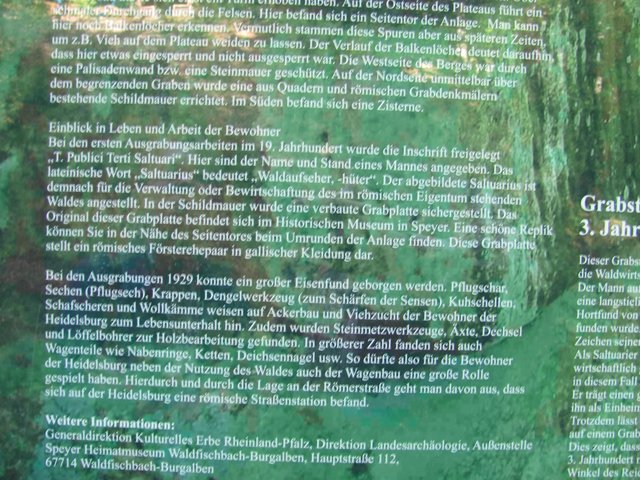 durch die Felsen. Hier befand sich ein Seitentor der Anlage. Man kann
hier noch Balkenlöcher erkennen. Vermutlich stammen diese Spuren aber aus späteren Zeiten,
um z.B. Vieh auf dem Plateau weiden zu lassen. Der Verlauf der Balkenlöcher deutet daraufhin,
dass hier etwas eingesperrt und nicht ausgesperrt war. Die Westseite des Berges war durch
eine Palisadenwand bzw. eine Steinmauer geschützt. Auf der Nordseite unmittelbar über
dem begrenzenden Graben wurde eine aus Quadern und römischen Grabdenkmälern
bestehende Schildmauer errichtet. Im Süden befand sich eine Zisterne.
Einblick in Leben und Arbeit der Bewohner
Bei den ersten Ausgrabungsarbeiten im 19. Jahrhundert wurde die Inschrift freigelegt
„T. Publici Terti Saltuari“. Hier sind der Name und Stand eines Mannes angegeben. Das
lateinische Wort „Saltuarius“ bedeutet „Waldaufseher, -hüter“. Der abgebildete Saltuarius ist
demnach für die Verwaltung oder Bewirtschaftung des im römischen Eigentum stehenden
Waldes angestellt. In der Schildmauer wurde eine verbaute Grabplatte sichergestellt. Das
Original dieser Grabplatte befindet sich im Historischen Museum in Speyer. Eine schöne Replik
können Sie in der Nähe des Seitentores beim Umrunden der Anlage finden. Diese Grabplatte
stellt ein römisches Försterehepaar in gallischer Kleidung dar.
Bei den Ausgrabungen 1929 konnte ein großer Eisenfund geborgen werden. Pflugschar,
Sechen (Pflugsech), Krappen, Dengelwerkzeug (zum Schärfen der Sensen), Kuhschellen,
Schafscheren und Wollkämme weisen auf Ackerbau und Viehzucht der Bewohner der
Heidelsburg zum Lebensunterhalt hin. Zudem wurden Steinmetzwerkzeuge, Äxte, Dechsel
und Löffelbohrer zur Holzbearbeitung gefunden. In größerer Zahl fanden sich auch
Wagenteile wie Nabenringe, Ketten, Deichsennagel usw. So dürfte also für die Bewohner
der Heidelsburg neben der Nutzung des Waldes auch der Wagenbau eine große Rolle
gespielt haben. Hierdurch und durch die Lage an der Römerstraße geht man davon aus, dass
sich auf der Heidelsburg eine römische Straßenstation befand.
Weitere Informationen:
Generaldirektion Kulturelles Erbe Rheinland-Pfalz, Direktion Landesarchäologie, Außenstelle
Speyer Heimatmuseum Waldfischbach-Burgalben, Hauptstraße 112,
67714 Waldfischbach-Burgalben
Grabst
3. Jahr
Dieser Grabs
die Waldwirts
Der Mann auf
eine langstie
Hortfund von
funden wurde
Zeichen seiner
Als Saltuarier
wirtschaftlich
in diesem Fall
Er trägt einen
ihn als Einhei
Trotzdem lässt
auf einem Grab
Dies zeigt, dass
3. Jahrhundert
Winkel des Reic